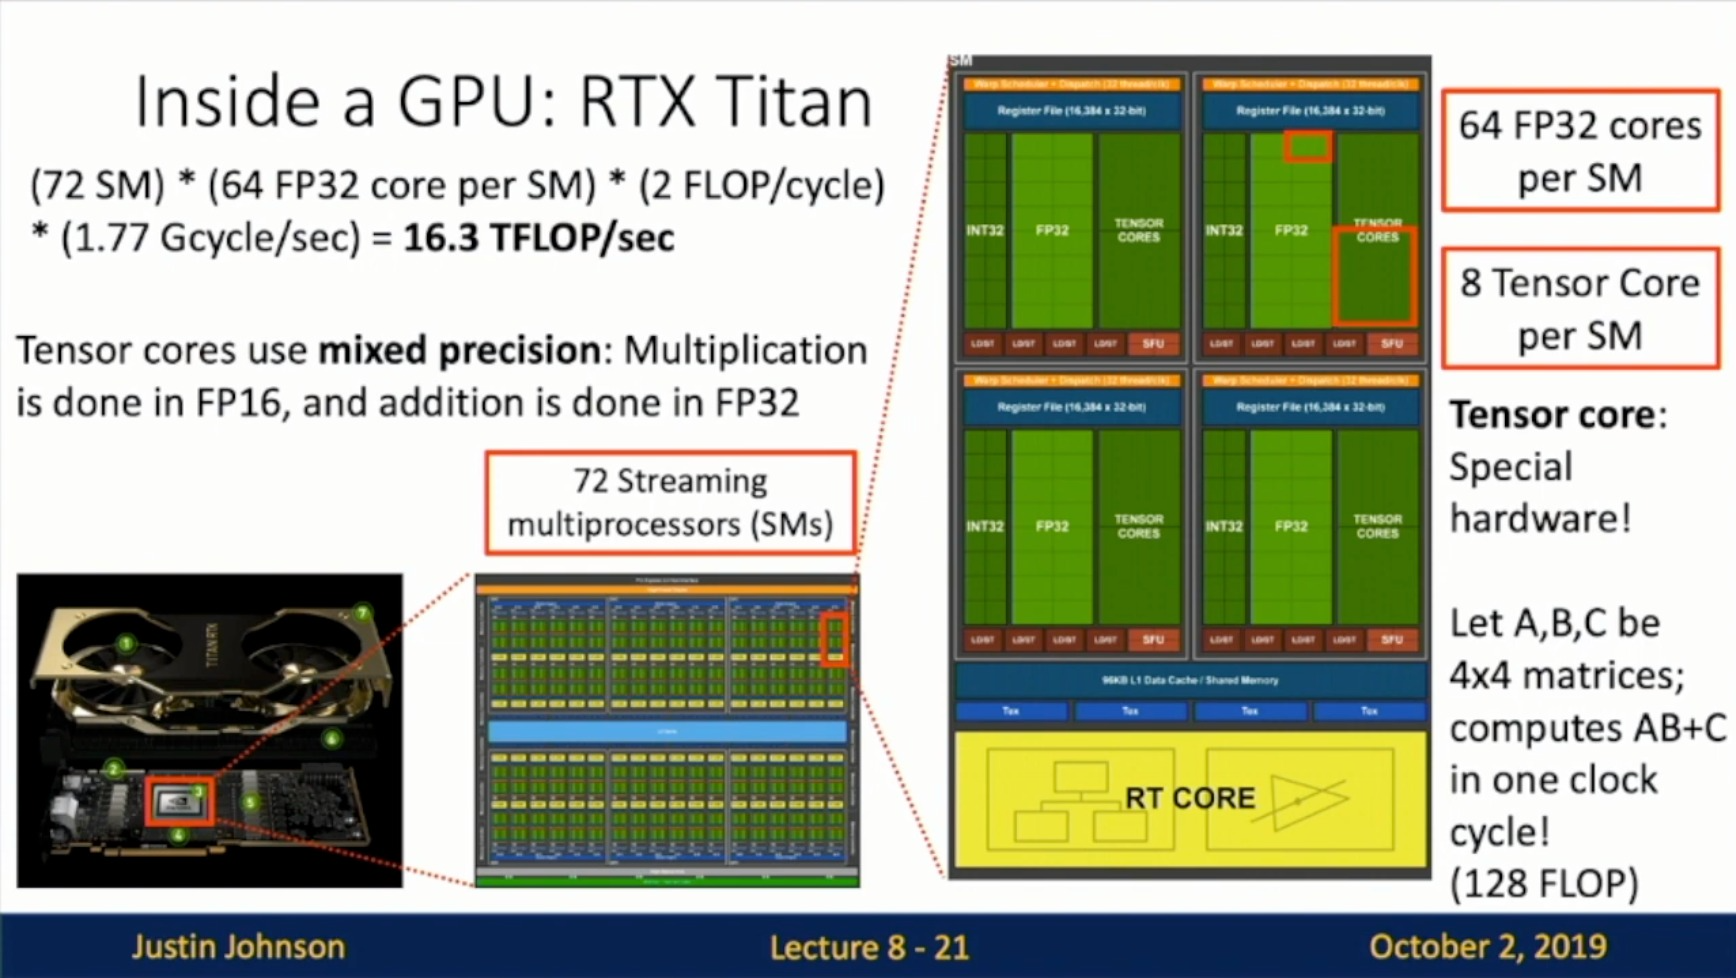 Inside a GPU: RTX Titan
(72 SM) * (64 FP32 core per SM) * (2 FLOP/cycle)
* (1.77 Gcycle/sec) = 16.3 TFLOP/sec
Tensor cores use mixed precision: Multiplication
is done in FP16, and addition is done in FP32
72 Streaming
multiprocessors (SMs)
TITAN RTX
1
7
6
2
3
5
4
SM
Warp Scheduler + Dispatch (32 thread/clk)
Register File (16,384 x 32-bit)
INT32
FP32
TENSOR
CORES
LD/ST
LD/ST
LD/ST
LD/ST
SFU
Warp Scheduler + Dispatch (32 thread/clk)
Register File (16,384 x 32-bit)
INT32
FP32
TENSOR
CORES
LD/ST
LD/ST
LD/ST
LD/ST
SFU
Warp Scheduler + Dispatch (32 thread/clk)
Register File (16,384 x 32-bit)
INT32
FP32
TENSOR
CORES
LD/ST
LD/ST
LD/ST
LD/ST
SFU
Warp Scheduler + Dispatch (32 thread/clk)
Register File (16,384 x 32-bit)
INT32
FP32
TENSOR
CORES
LD/ST
LD/ST
LD/ST
LD/ST
SFU
96KB L1 Data Cache / Shared Memory
Tex
Tex
Tex
Tex
RT CORE
64 FP32 cores
per SM
8 Tensor Core
per SM
Tensor core:
Special
hardware!
Let A,B,C be
4x4 matrices;
computes AB+C
in one clock
cycle!
(128 FLOP)
Justin Johnson
Lecture 8 - 21
October 2, 2019